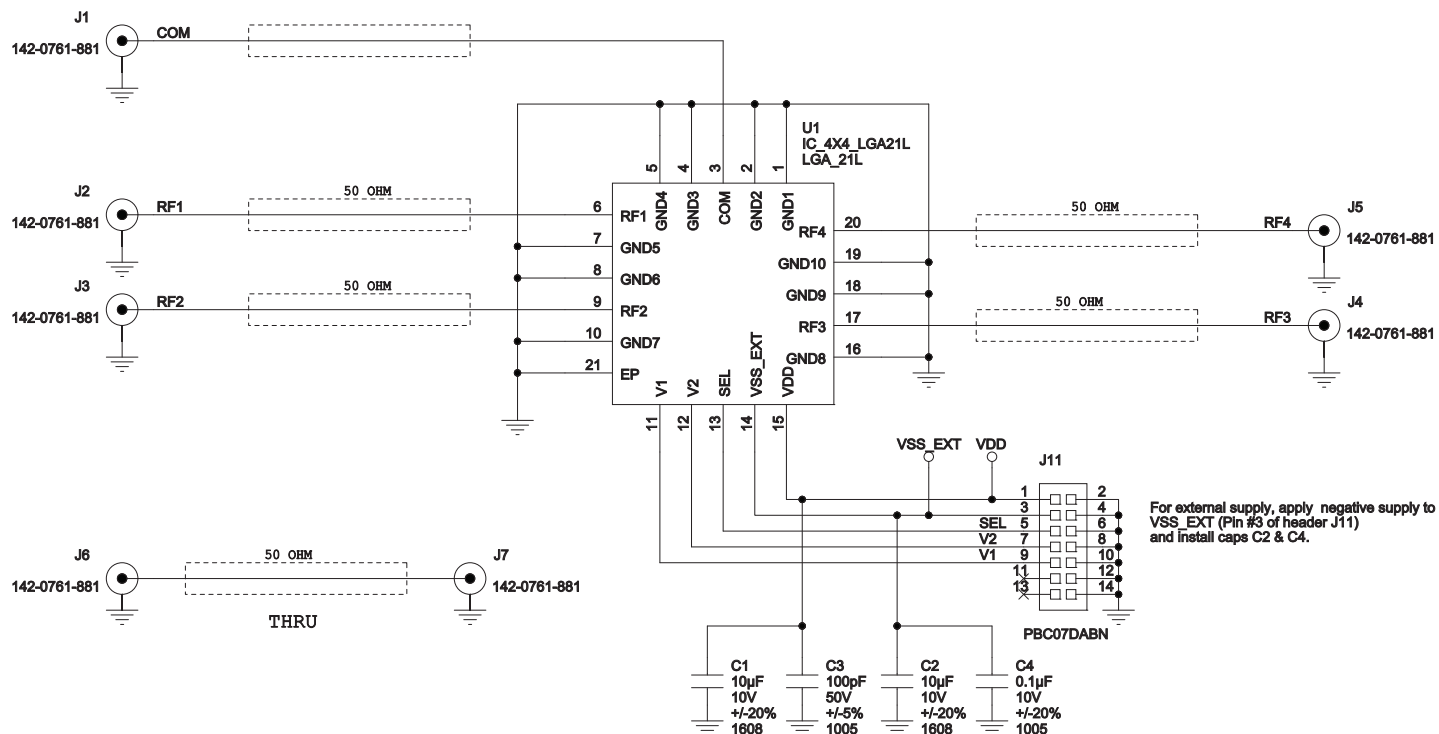 J1
142-0761-881
COM
U1
IC_4X4_LGA21L
LGA_21L
5
4
3
2
1
GND4
GND3
COM
GND2
GND1
J2
142-0761-881
RF1
50 OHM
6
RF1
7
GND5
8
GND6
J3
142-0761-881
RF2
50 OHM
9
RF2
10
GND7
21
EP
20
RF4
50 OHM
RF4
J5
142-0761-881
19
GND10
18
GND9
17
RF3
50 OHM
RF3
J4
142-0761-881
16
GND8
V1
V2
SEL
VSS_EXT
VDD
11
12
13
14
15
VSS_EXT
VDD
J11
1
2
3
4
SEL
5
6
V2
7
8
V1
9
10
11
12
13
14
PBC07DABN
For external supply, apply negative supply to
VSS_EXT (Pin #3 of header J11)
and install caps C2 & C4.
J6
142-0761-881
50 OHM
THRU
J7
142-0761-881
C1
10µF
10V
+/-20%
1608
C3
100pF
50V
+/-5%
1005
C2
10µF
10V
+/-20%
1608
C4
0.1µF
10V
+/-20%
1005